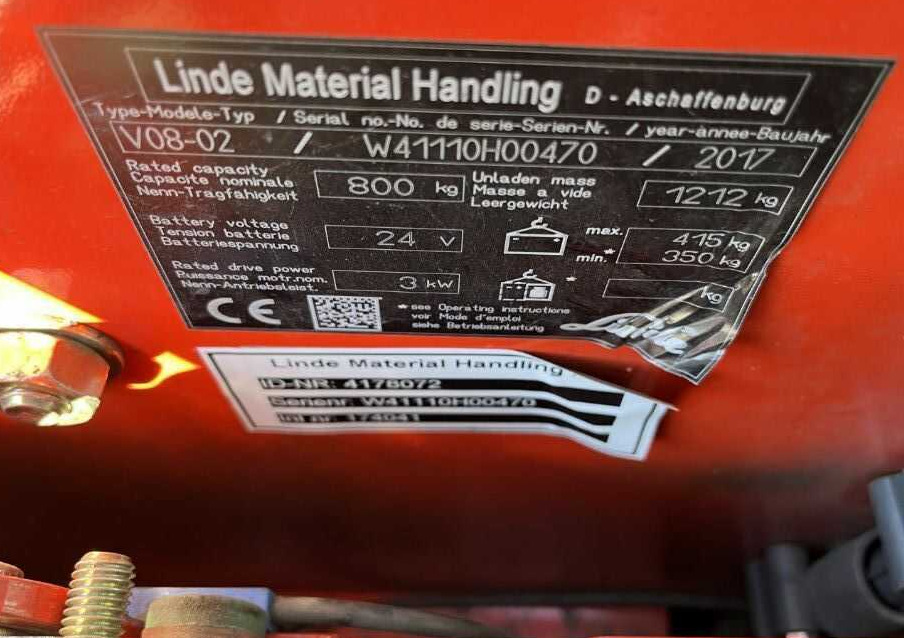 Linde Material Handling D - Aschaffenburg
Type-Modele-Typ / Serial no.-No. de serie-Serien-Nr. / year-annee-Baujahr
V08-02 / W41110H00470 / 2017
Rated capacity
Capacite nominale
Nenn-Tragfähigkeit
800 kg
Unladen mass
Masse a vide
Leergewicht
1212 kg
Battery voltage
Tension batterie
Batteriespannung
24 V
max. 415 kg
min.* 350 kg
Rated drive power
Puissance motr.nom.
Nenn-Antriebsleist.
3 kW
*
kg
CE
* see Operating instructions
voir Mode d'emploi
siehe Betriebsanleitung
Linde
Linde Material Handling
ID-NR: 4178072
Serienr W41110H00470
Int nr 174041